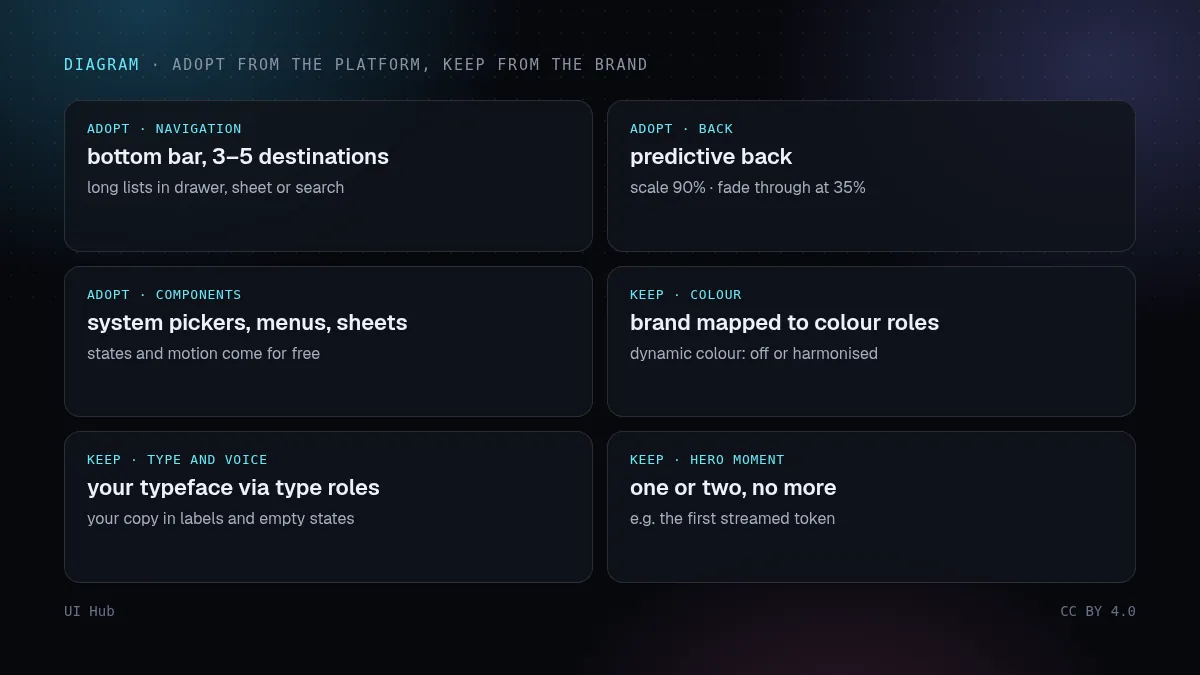 DIAGRAM · ADOPT FROM THE PLATFORM, KEEP FROM THE BRAND
ADOPT · NAVIGATION
bottom bar, 3–5 destinations
long lists in drawer, sheet or search
ADOPT · BACK
predictive back
scale 90% · fade through at 35%
ADOPT · COMPONENTS
system pickers, menus, sheets
states and motion come for free
KEEP · COLOUR
brand mapped to colour roles
dynamic colour: off or harmonised
KEEP · TYPE AND VOICE
your typeface via type roles
your copy in labels and empty states
KEEP · HERO MOMENT
one or two, no more
e.g. the first streamed token
UI Hub
CC BY 4.0